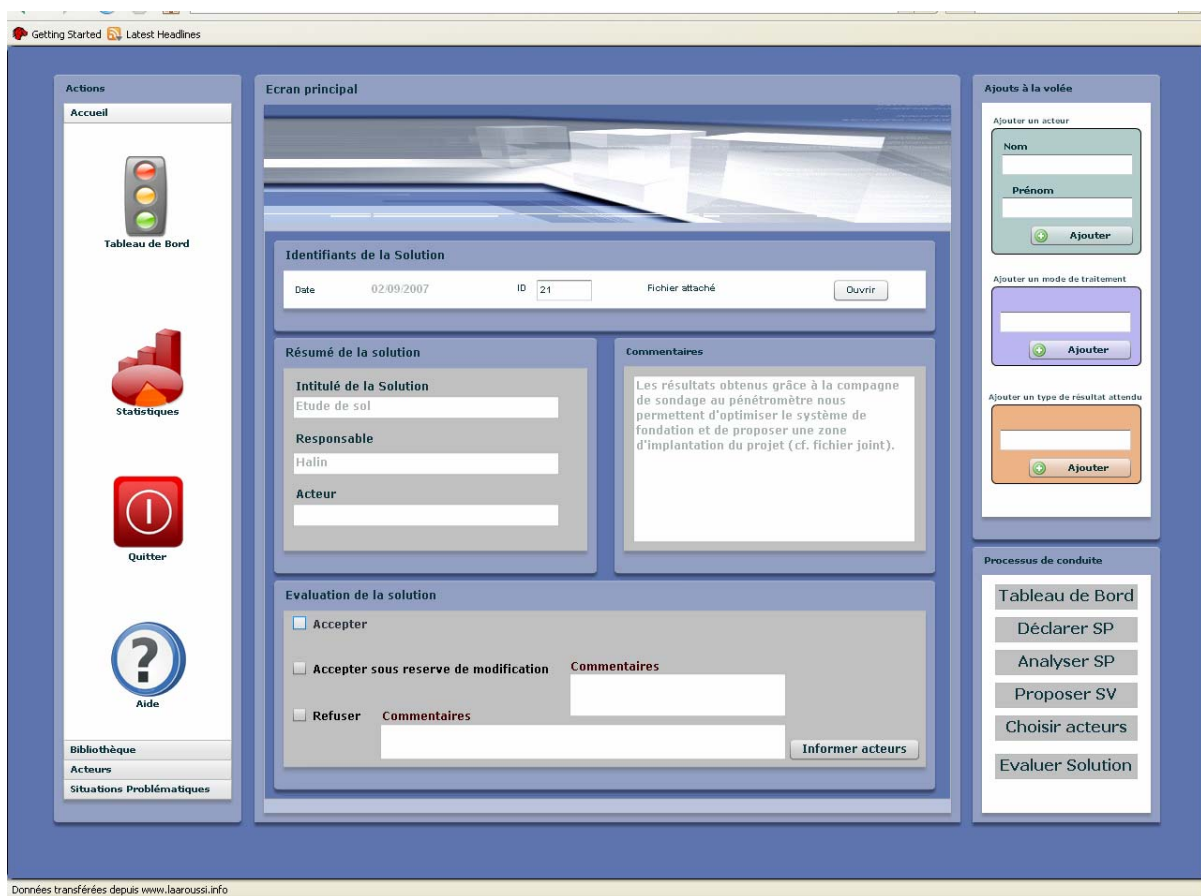 Getting Started Latest Headlines
Actions
Accueil
Tableau de Bord
Statistiques
Quitter
Aide
Bibliothèque
Acteurs
Situations Problématiques
Ecran principal
Identifiants de la Solution
Date 02/09/2007 ID 21 Fichier attaché Ouvrir
Résumé de la solution
Intitulé de la Solution
Etude de sol
Responsable
Halin
Acteur
Commentaires
Les résultats obtenus grâce à la compagne
de sondage au pénétromètre nous
permettent d'optimiser le système de
fondation et de proposer une zone
d'implantation du projet (cf. fichier joint).
Evaluation de la solution
Accepter
Accepter sous reserve de modification Commentaires
Refuser Commentaires
Informer acteurs
Ajouts à la volée
Ajouter un acteur
Nom
Prénom
Ajouter
Ajouter un mode de traitement
Ajouter
Ajouter un type de résultat attendu
Ajouter
Processus de conduite
Tableau de Bord
Déclarer SP
Analyser SP
Proposer SV
Choisir acteurs
Evaluer Solution
Données transférées depuis www.laaroussi.info